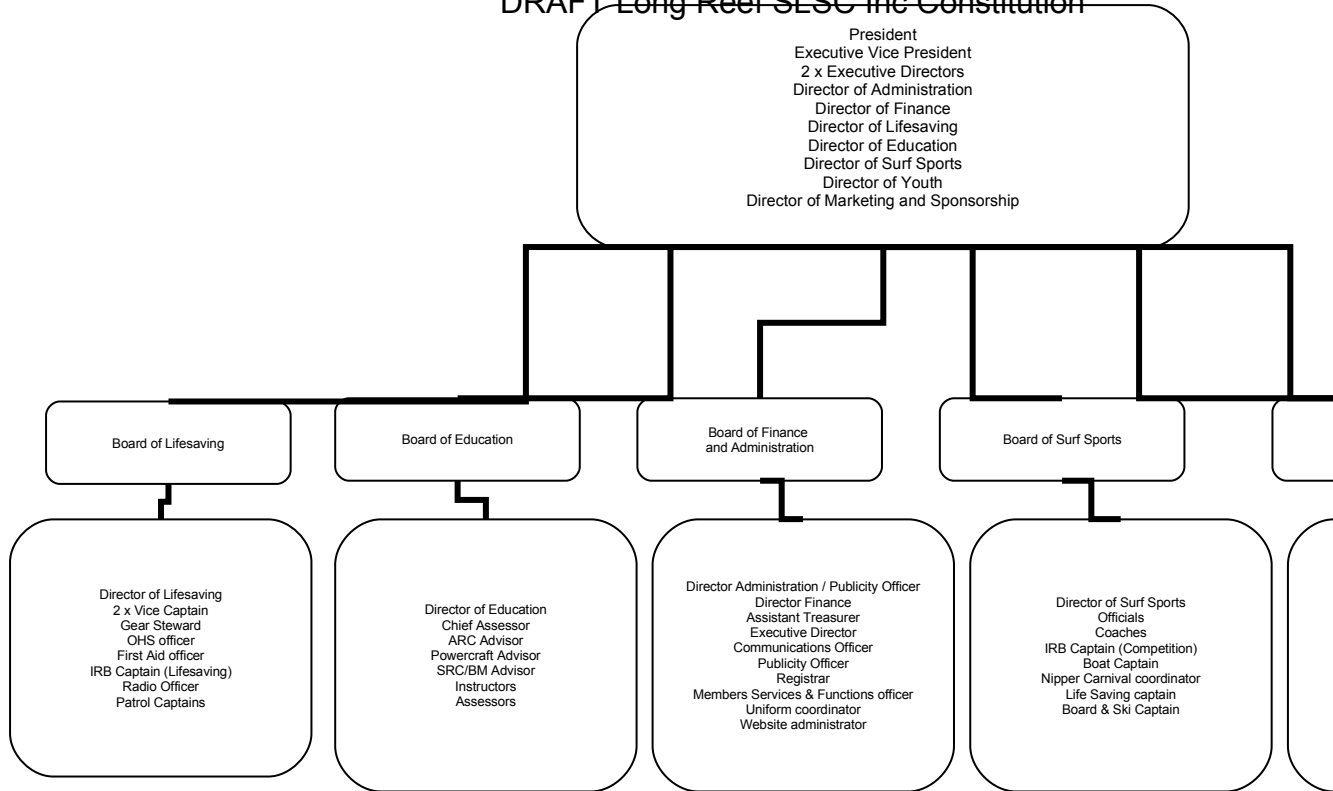 DRAFT Long Reef SLSC Inc Constitution
President
Executive Vice President
2 x Executive Directors
Director of Administration
Director of Finance
Director of Lifesaving
Director of Education
Director of Surf Sports
Director of Youth
Director of Marketing and Sponsorship
Board of Lifesaving
Board of Education
Board of Finance
and Administration
Board of Surf Sports
Director of Lifesaving
2 x Vice Captain
Gear Steward
OHS officer
First Aid officer
IRB Captain (Lifesaving)
Radio Officer
Patrol Captains
Director of Education
Chief Assessor
ARC Advisor
Powercraft Advisor
SRC/BM Advisor
Instructors
Assessors
Director Administration / Publicity Officer
Director Finance
Assistant Treasurer
Executive Director
Communications Officer
Publicity Officer
Registrar
Members Services & Functions officer
Uniform coordinator
Website administrator
Director of Surf Sports
Officials
Coaches
IRB Captain (Competition)
Boat Captain
Nipper Carnival coordinator
Life Saving captain
Board & Ski Captain